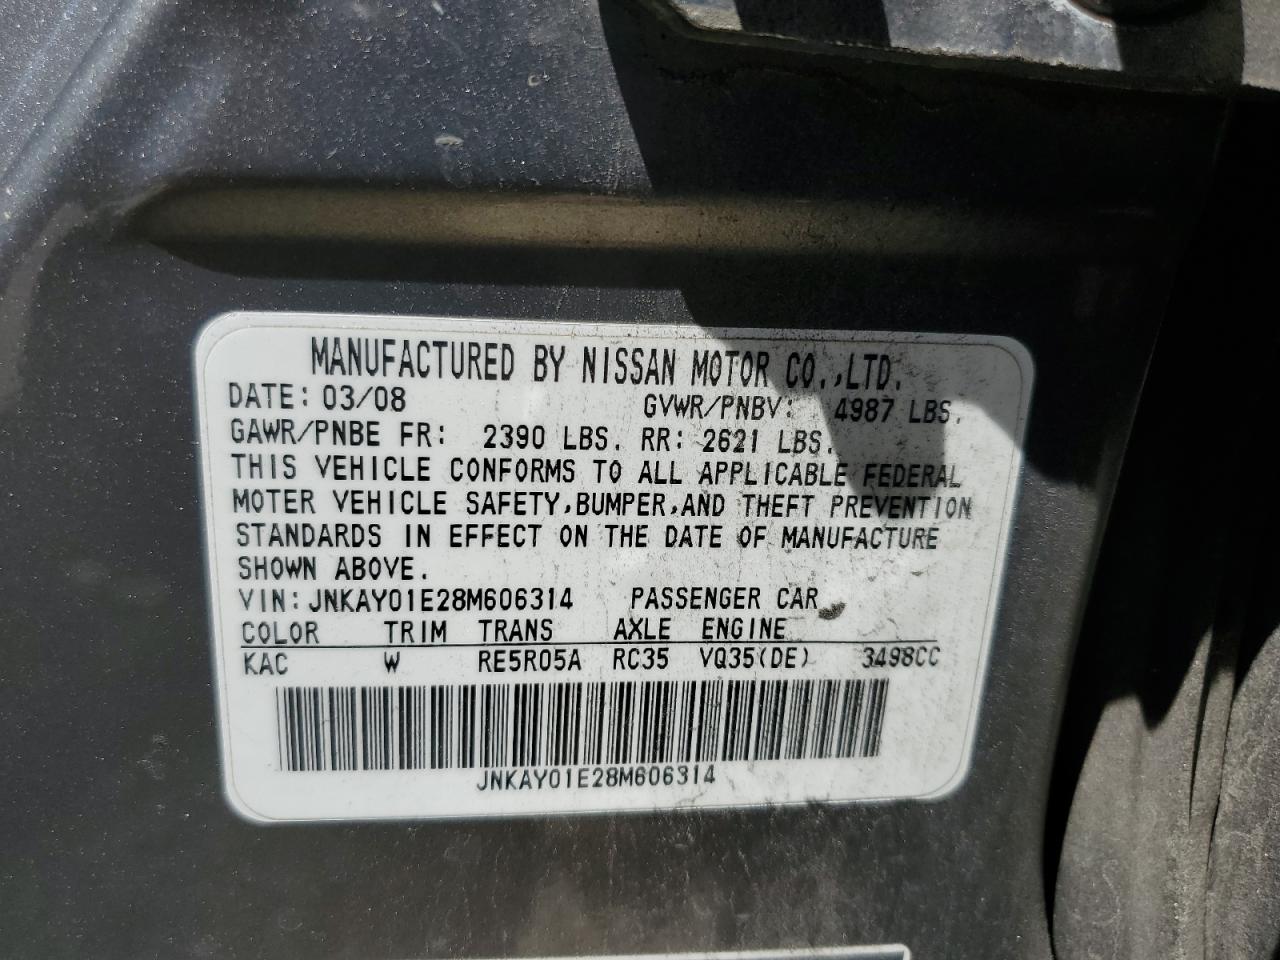 MANUFACTURED BY NISSAN MOTOR CO.,LTD.
DATE: 03/08 GVWR/PNBV: 4987 LBS.
GAWR/PNBE FR: 2390 LBS. RR: 2621 LBS.
THIS VEHICLE CONFORMS TO ALL APPLICABLE FEDERAL
MOTER VEHICLE SAFETY,BUMPER,AND THEFT PREVENTION
STANDARDS IN EFFECT ON THE DATE OF MANUFACTURE
SHOWN ABOVE.
VIN: JNKAY01E28M606314 PASSENGER CAR
COLOR TRIM TRANS AXLE ENGINE
KAC W RE5R05A RC35 VQ35(DE) 3498CC
JNKAY01E28M606314